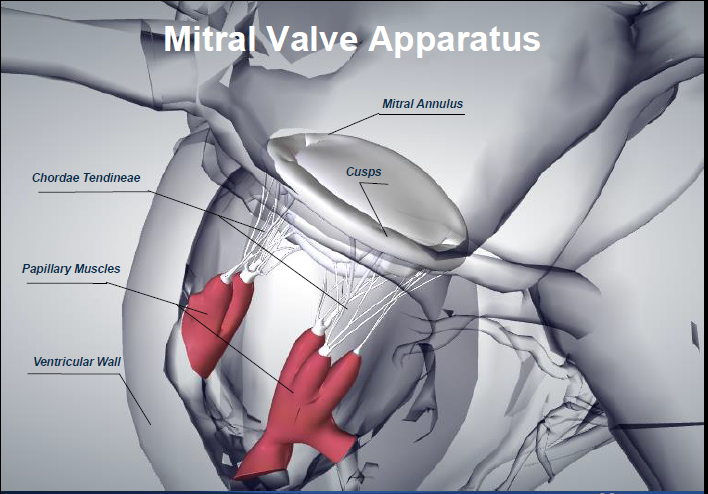 Mitral Valve Apparatus
Mitral Annulus
Cusps
Chordae Tendineae
Papillary Muscles
Ventricular Wall